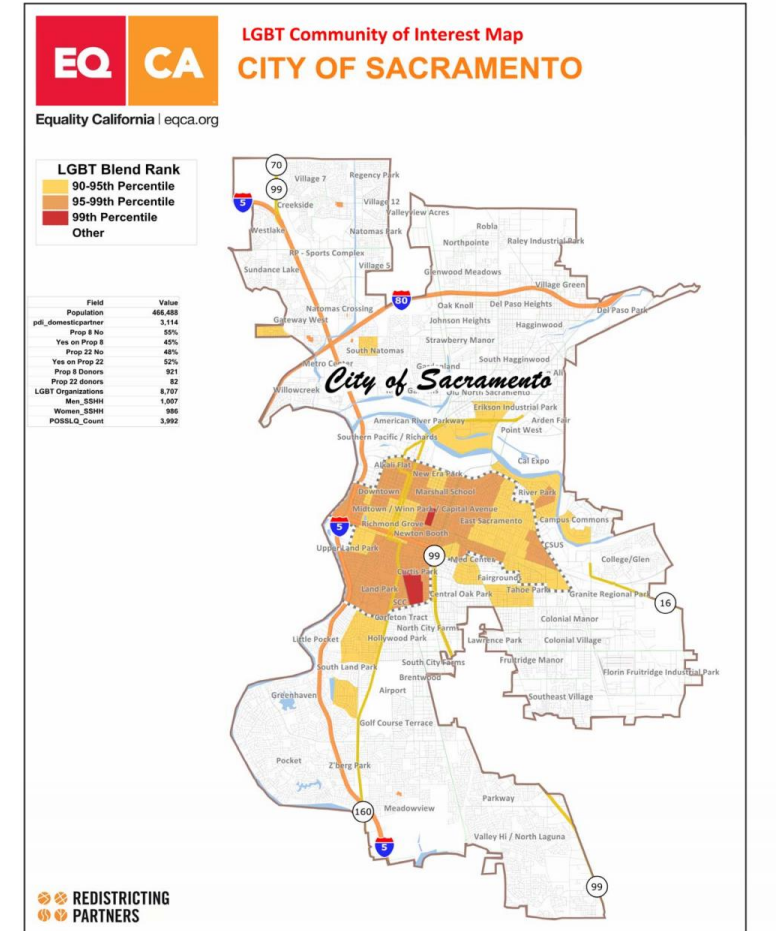 EQ CA
Equality California | eqca.org
LGBT Community of Interest Map
CITY OF SACRAMENTO
LGBT Blend Rank
90-95th Percentile
95-99th Percentile
99th Percentile
Other
Field Value
Population 466,488
pdi_domesticpartner 3,114
Prop 8 No 55%
Yes on Prop 8 45%
Prop 22 No 48%
Yes on Prop 22 52%
Prop 8 Donors 921
Prop 22 donors 82
LGBT Organizations 8,707
Men_SSHH 1,007
Women_SSHH 986
POSSLQ_Count 3,992
70
99
5
Village 7
Regency Park
Creekside
Village 12
Valleyview Acres
Westlake
Natomas Park
Robla
Northpointe
Raley Industrial Park
RP - Sports Complex
Village 5
Sundance Lake
Glenwood Meadows
Village Green
80
Oak Knoll
Del Paso Heights
Del Paso Park
Natomas Crossing
Gateway West
Johnson Heights
Hagginwood
Strawberry Manor
South Natomas
South Hagginwood
Metro Center
City of Sacramento
Willowcreek
Old North Sacramento
Erikson Industrial Park
American River Parkway
Arden Fair
Point West
Southern Pacific / Richards
Cal Expo
Alkali Flat
New Era Park
Downtown
Marshall School
River Park
Midtown / Winn Park / Capital Avenue
5
Richmond Grove
East Sacramento
Campus Commons
Newton Booth
Upper Land Park
CSUS
99
Med Center
College/Glen
Curtis Park
Fairgrounds
Land Park
Central Oak Park
Tahoe Park
Granite Regional Park
16
SCC
Carleton Tract
Colonial Manor
North City Farms
Little Pocket
Hollywood Park
Lawrence Park
Colonial Village
South Land Park
South City Farms
Fruitridge Manor
Brentwood
Florin Fruitridge Industrial Park
Greenhaven
Airport
Southeast Village
Golf Course Terrace
Pocket
Z'berg Park
160
Meadowview
Parkway
5
Valley Hi / North Laguna
99
REDISTRICTING
PARTNERS